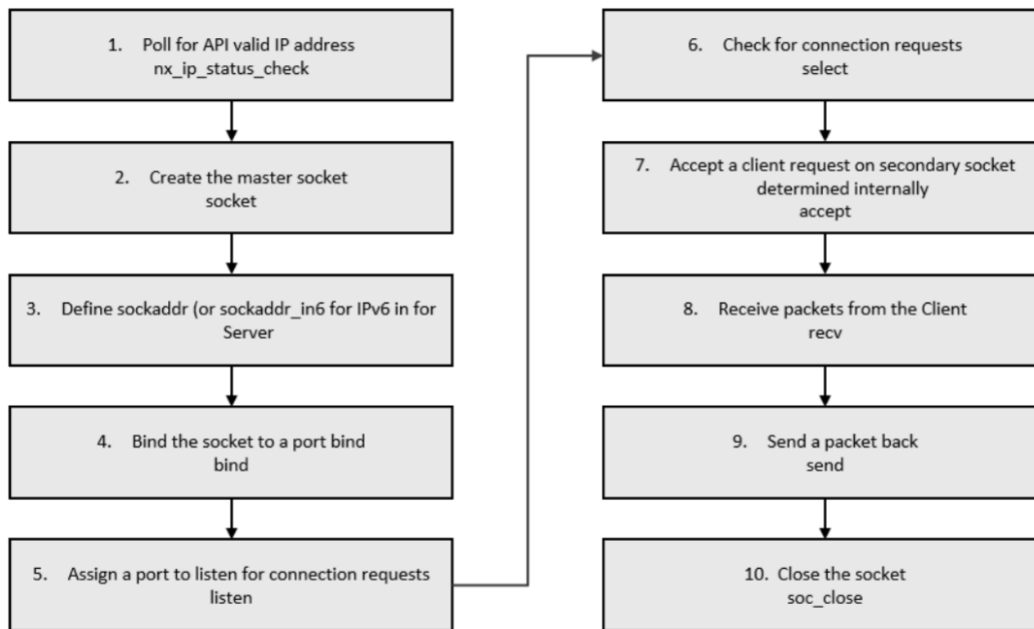 1. Poll for API valid IP address
nx_ip_status_check
2. Create the master socket
socket
3. Define sockaddr (or sockaddr_in6 for IPv6 in for
Server
4. Bind the socket to a port bind
bind
5. Assign a port to listen for connection requests
listen
6. Check for connection requests
select
7. Accept a client request on secondary socket
determined internally
accept
8. Receive packets from the Client
recv
9. Send a packet back
send
10. Close the socket
soc_close